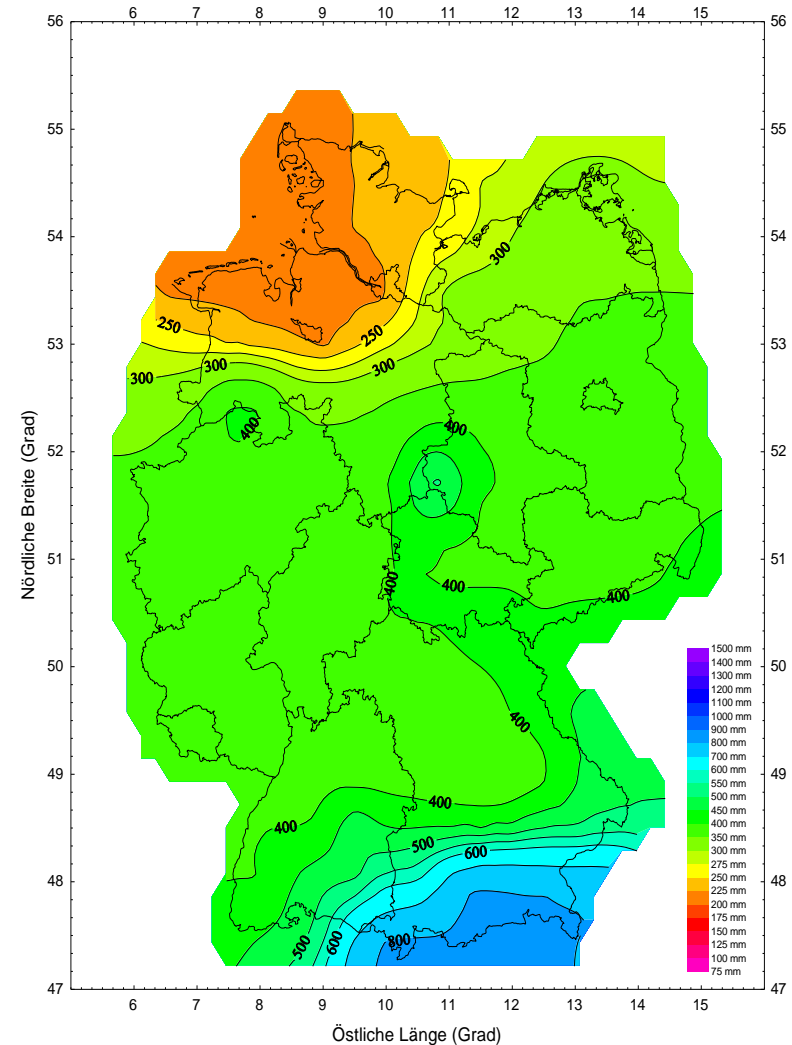 6 7 8 9 10 11 12 13 14 15
56 56
55 55
54 54
300
250 250
53 53
300 300 300
400 400
52 52
Nördliche Breite (Grad)
51 51
400 400 400
1500 mm
1400 mm
50 50
1300 mm
1200 mm
1100 mm
1000 mm
400
900 mm
800 mm
700 mm
49 49
600 mm
550 mm
500 mm
400 400
450 mm
400 mm
500 600
350 mm
300 mm
48 48
275 mm
250 mm
225 mm
200 mm
500 600 800
175 mm
150 mm
125 mm
100 mm
75 mm
47 47
6 7 8 9 10 11 12 13 14 15
Östliche Länge (Grad)